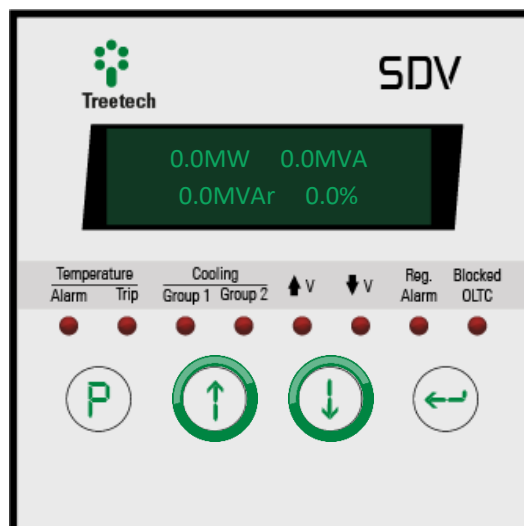 SDV
Treetech
0.0MW 0.0MVA
0.0MVAr 0.0%
Temperature Cooling Reg. Blocked
Alarm Trip Group 1 Group 2 V V Alarm OLTC
P